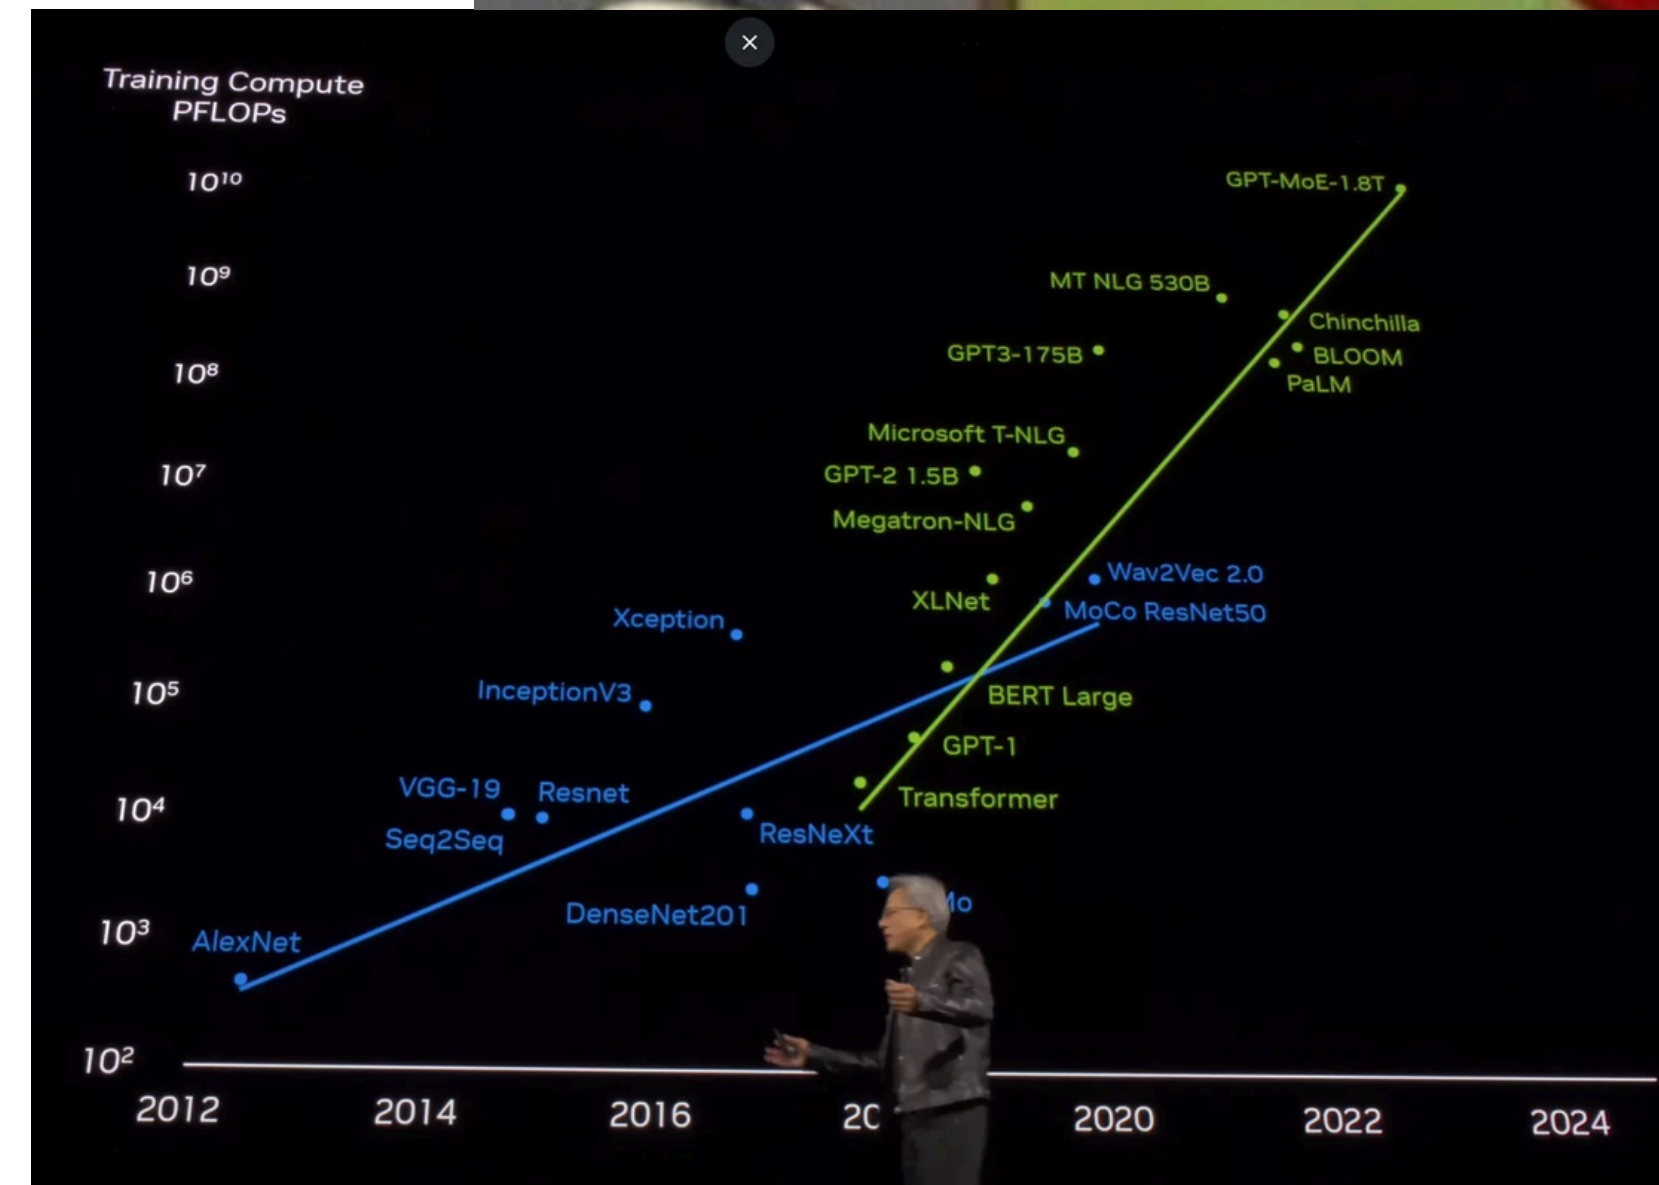 Training Compute
PFLOPs
10¹⁰
GPT-MoE-1.8T
10⁹
MT NLG 530B
Chinchilla
GPT3-175B
BLOOM
10⁸
PaLM
Microsoft T-NLG
10⁷
GPT-2 1.5B
Megatron-NLG
10⁶
Wav2Vec 2.0
XLNet
MoCo ResNet50
Xception
10⁵
InceptionV3
BERT Large
GPT-1
VGG-19
Resnet
Transformer
10⁴
Seq2Seq
ResNeXt
DenseNet201
10³
AlexNet
10²
2012 2014 2016 20 2020 2022 2024